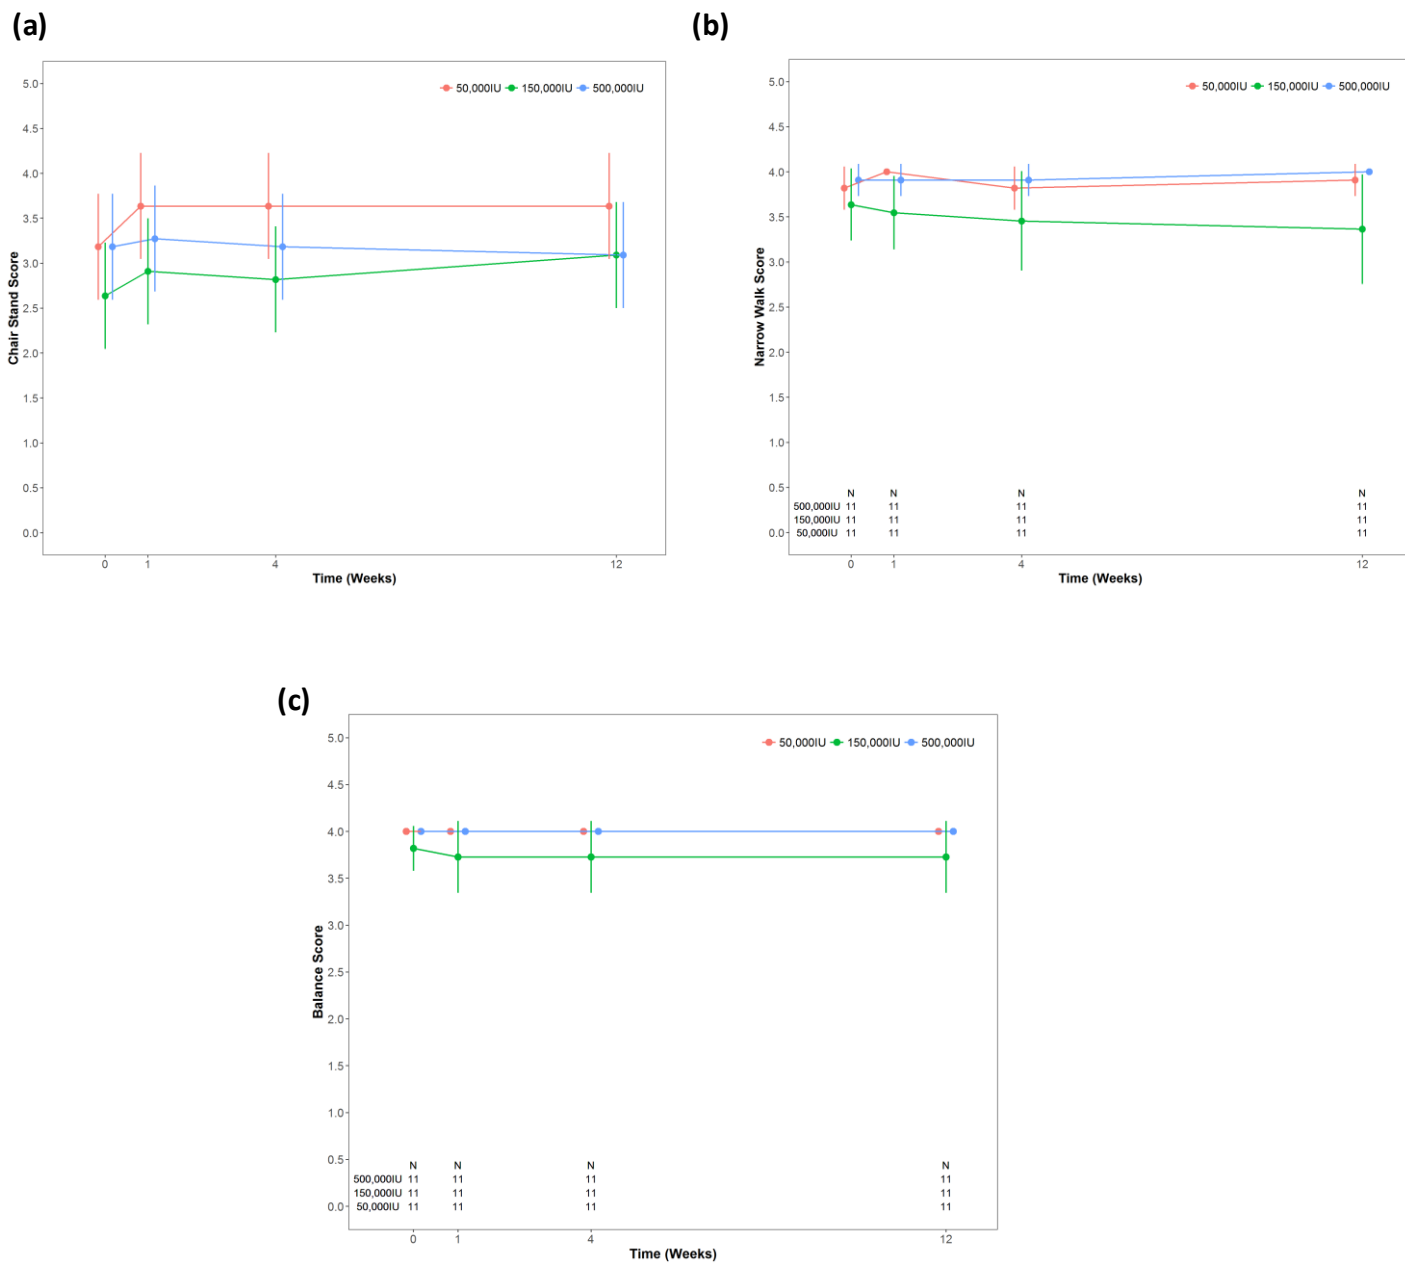 (a)
50,000IU 150,000IU 500,000IU
5.0
4.5
4.0
3.5
3.0
2.5
2.0
1.5
1.0
0.5
0.0
Chair Stand Score
0 1 4 12
Time (Weeks)
(b)
50,000IU 150,000IU 500,000IU
5.0
4.5
4.0
3.5
3.0
2.5
2.0
1.5
1.0
0.5
0.0
Narrow Walk Score
N N N N
500,000IU 11 11 11 11
150,000IU 11 11 11 11
50,000IU 11 11 11 11
0 1 4 12
Time (Weeks)
(c)
50,000IU 150,000IU 500,000IU
5.0
4.5
4.0
3.5
3.0
2.5
2.0
1.5
1.0
0.5
0.0
Balance Score
N N N N
500,000IU 11 11 11 11
150,000IU 11 11 11 11
50,000IU 11 11 11 11
0 1 4 12
Time (Weeks)